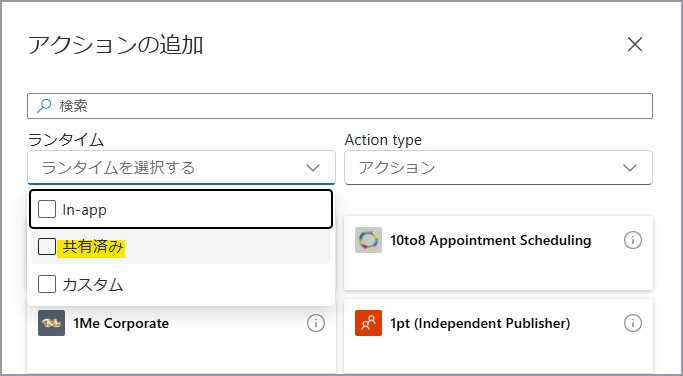 アクションの追加
検索
ランタイム
Action type
ランタイムを選択する
アクション
In-app
共有済み
カスタム
10to8 Appointment Scheduling
1Me Corporate
1pt (Independent Publisher)